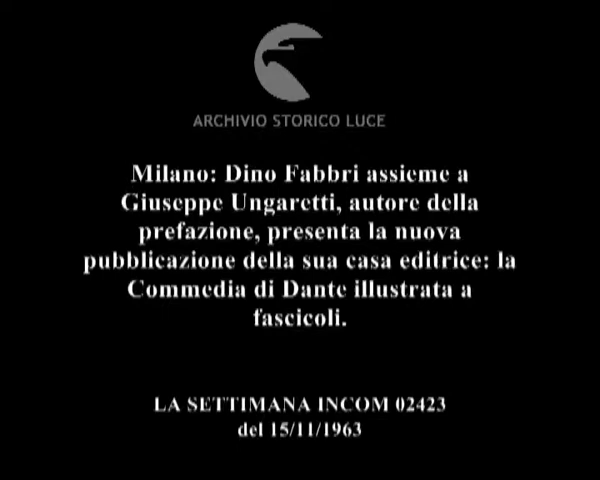 ARCHIVIO STORICO LUCE
Milano: Dino Fabbri assieme a
Giuseppe Ungaretti, autore della
prefazione, presenta la nuova
pubblicazione della sua casa editrice: la
Commedia di Dante illustrata a
fascicoli.
LA SETTIMANA INCOM 02423
del 15/11/1963